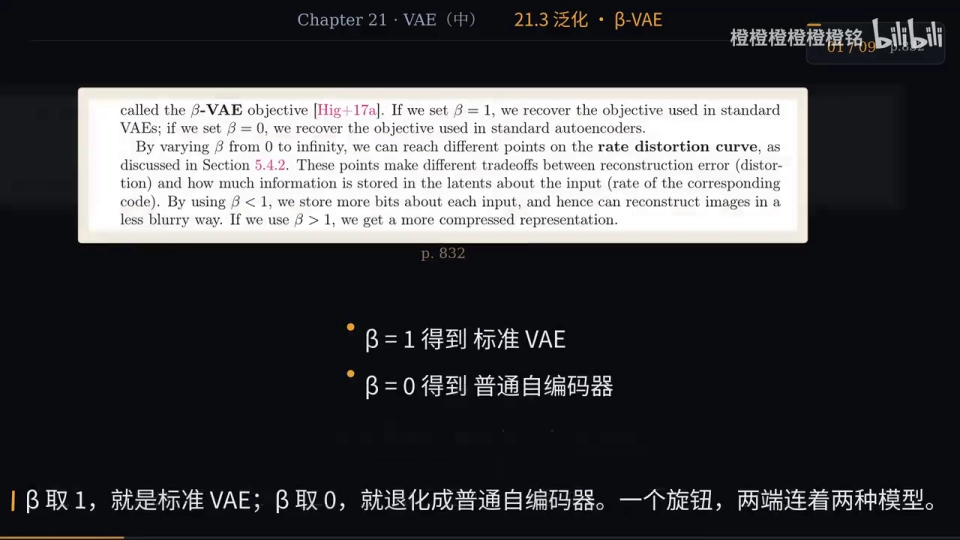 Chapter 21 · VAE（中） 21.3 泛化 · β-VAE
橙橙橙橙橙橙铭 bilibili
01 / 09 p.832
called the β-VAE objective [Hig+17a]. If we set β = 1, we recover the objective used in standard
VAEs; if we set β = 0, we recover the objective used in standard autoencoders.
By varying β from 0 to infinity, we can reach different points on the rate distortion curve, as
discussed in Section 5.4.2. These points make different tradeoffs between reconstruction error (distor-
tion) and how much information is stored in the latents about the input (rate of the corresponding
code). By using β < 1, we store more bits about each input, and hence can reconstruct images in a
less blurry way. If we use β > 1, we get a more compressed representation.
p. 832
• β = 1 得到 标准 VAE
• β = 0 得到 普通自编码器
β 取 1，就是标准 VAE；β 取 0，就退化成普通自编码器。一个旋钮，两端连着两种模型。